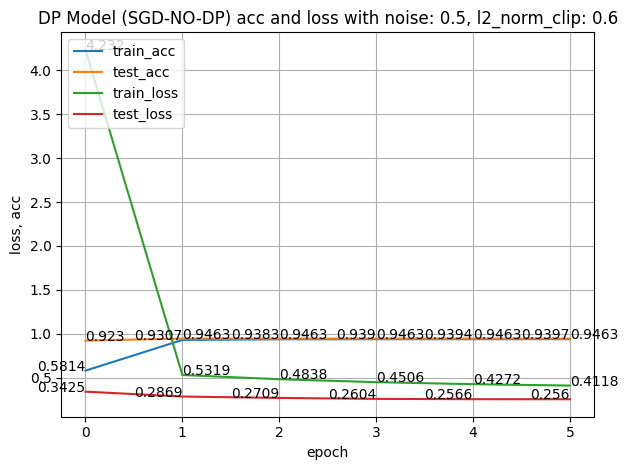 DP Model (SGD-NO-DP) acc and loss with noise: 0.5, l2_norm_clip: 0.6
4.232
train_acc
test_acc
train_loss
test_loss
4.0
3.5
3.0
2.5
2.0
1.5
1.0
0.5
loss, acc
0.923 0.9307 0.9463 0.9383 0.9463 0.939 0.9463 0.9394 0.9463 0.9397 0.9463
0.5814 0.5319 0.4838 0.4506 0.4272 0.4118
0.3425 0.2869 0.2709 0.2604 0.2566 0.256
0 1 2 3 4 5
epoch